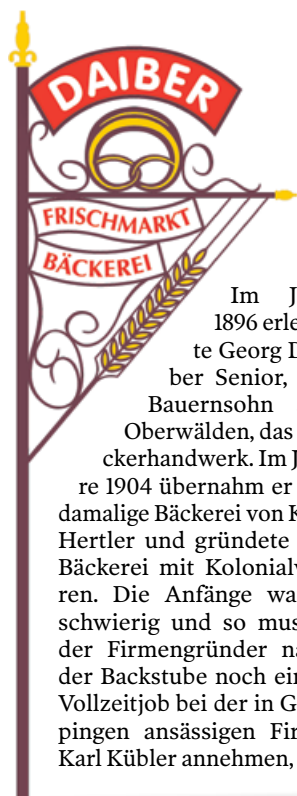 DAIBER
FRISCHMARKT
BÄCKEREI
Im J
1896 erle
te Georg D
ber Senior,
Bauernsohn
Oberwälden, das
ckerhandwerk. Im J
re 1904 übernahm er
damalige Bäckerei von K
Hertler und gründete
Bäckerei mit Kolonialw
ren. Die Anfänge wa
schwierig und so mus
der Firmengründer na
der Backstube noch ein
Vollzeitjob bei der in G
pingen ansässigen Fir
Karl Kübler annehmen,